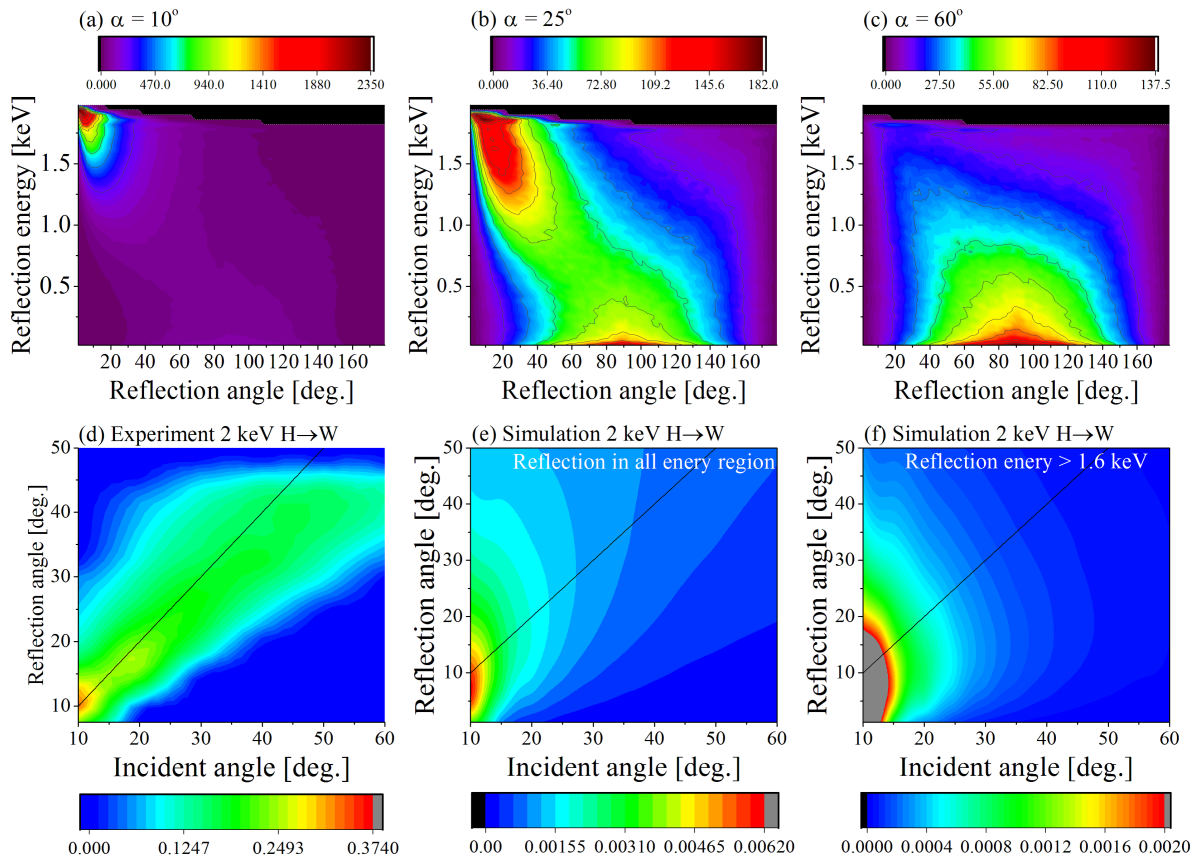 (a) α = 10°
(b) α = 25°
(c) α = 60°
0.000 470.0 940.0 1410 1880 2350
0.000 36.40 72.80 109.2 145.6 182.0
0.000 27.50 55.00 82.50 110.0 137.5
Reflection energy [keV]
1.5
1.0
0.5
20 40 60 80 100 120 140 160
Reflection angle [deg.]
Reflection energy [keV]
1.5
1.0
0.5
20 40 60 80 100 120 140 160
Reflection angle [deg.]
Reflection energy [keV]
1.5
1.0
0.5
20 40 60 80 100 120 140 160
Reflection angle [deg.]
(d) Experiment 2 keV H→W
Reflection angle [deg.]
50
40
30
20
10
10 20 30 40 50 60
Incident angle [deg.]
0.000 0.1247 0.2493 0.3740
(e) Simulation 2 keV H→W
Reflection in all enery region
Reflection angle [deg.]
50
40
30
20
10
10 20 30 40 50 60
Incident angle [deg.]
0.00 0.00155 0.00310 0.00465 0.00620
(f) Simulation 2 keV H→W
Reflection enery > 1.6 keV
Reflection angle [deg.]
50
40
30
20
10
10 20 30 40 50 60
Incident angle [deg.]
0.0000 0.0004 0.0011 0.0016 0.0020